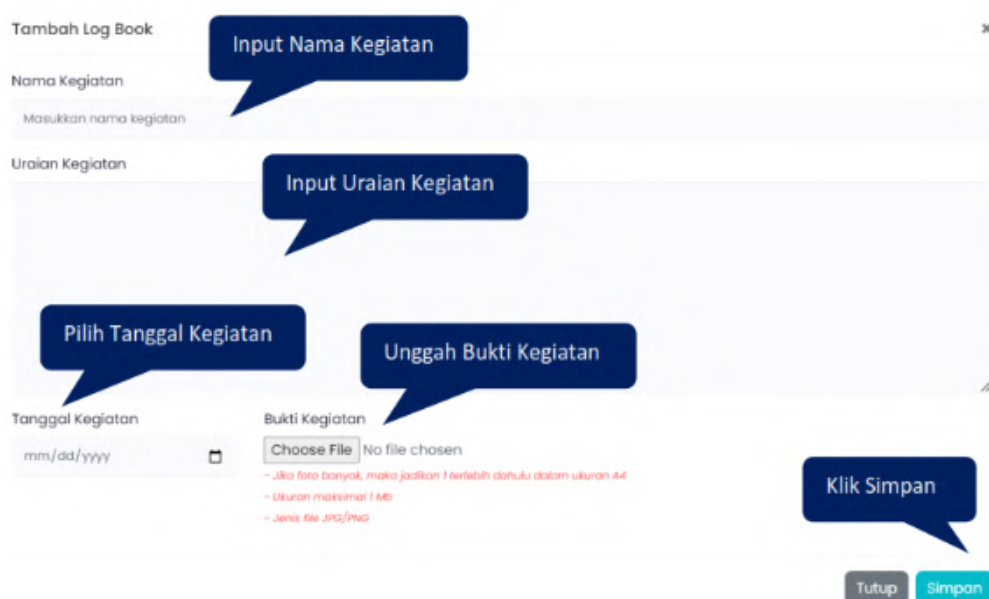 Tambah Log Book
Input Nama Kegiatan
Nama Kegiatan
Masukkan nama kegiatan
Uraian Kegiatan
Input Uraian Kegiatan
Pilih Tanggal Kegiatan
Unggah Bukti Kegiatan
Tanggal Kegiatan
Bukti Kegiatan
mm/dd/yyyy
Choose File No file chosen
- Jika foto banyak, maka jadikan 1 terlebih dahulu dalam ukuran A4
- Ukuran maksimal 1 Mb
- Jenis file JPG/PNG
Klik Simpan
Tutup
Simpan